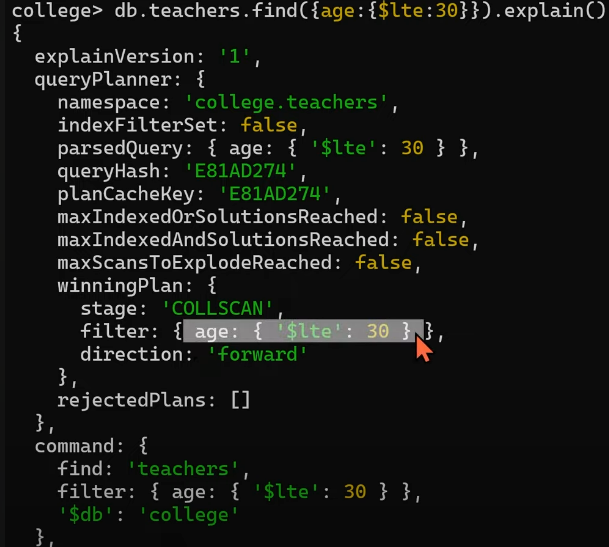 college> db.teachers.find({age:{$lte:30}}).explain()
{
  explainVersion: '1',
  queryPlanner: {
    namespace: 'college.teachers',
    indexFilterSet: false,
    parsedQuery: { age: { '$lte': 30 } },
    queryHash: 'E81AD274',
    planCacheKey: 'E81AD274',
    maxIndexedOrSolutionsReached: false,
    maxIndexedAndSolutionsReached: false,
    maxScansToExplodeReached: false,
    winningPlan: {
      stage: 'COLLSCAN',
      filter: { age: { '$lte': 30 } },
      direction: 'forward'
    },
    rejectedPlans: []
  },
  command: {
    find: 'teachers',
    filter: { age: { '$lte': 30 } },
    '$db': 'college'
  },